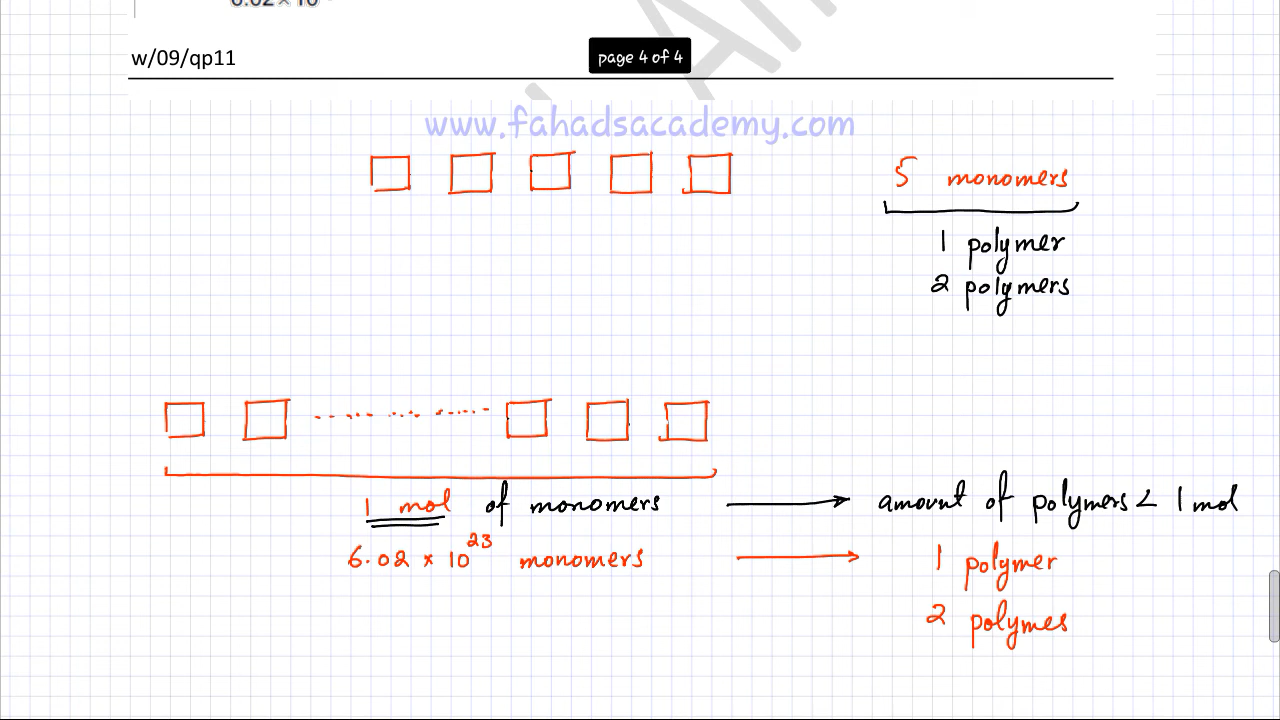 w/09/qp11
page 4 of 4
www.fahadsacademy.com
5 monomers
1 polymer
2 polymers
1 mol of monomers → amount of polymers < 1 mol
6.02 × 10²³ monomers → 1 polymer
2 polymes